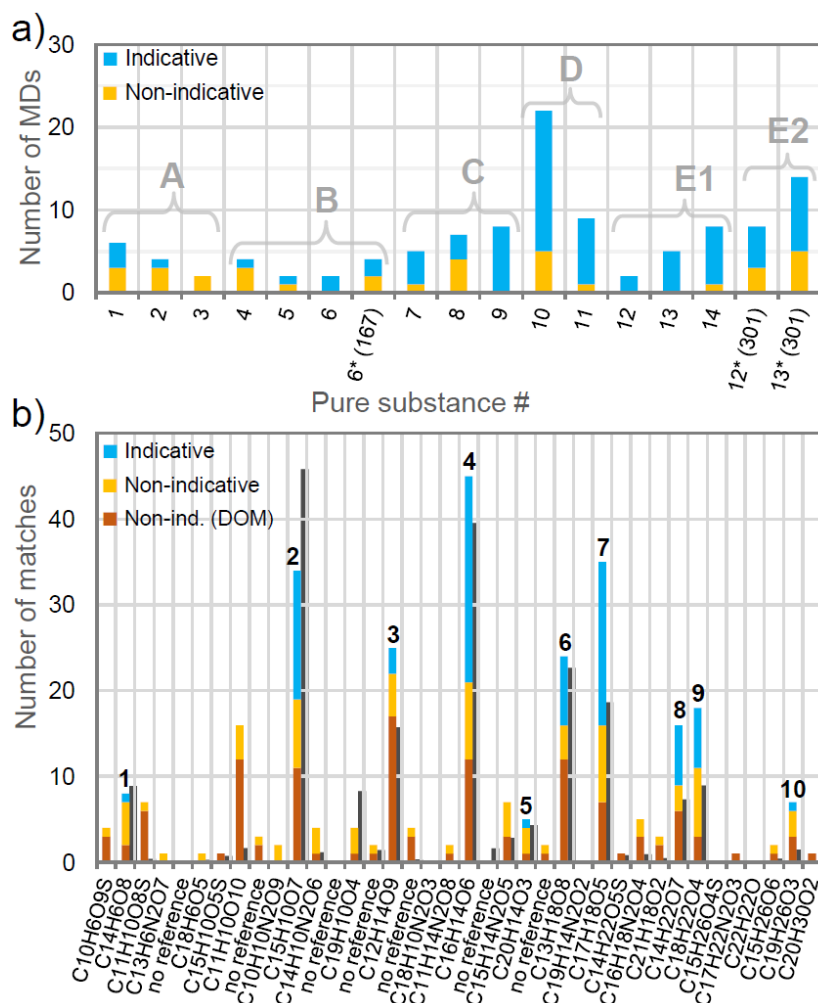 a)
Number of MDs
30
20
10
0
Indicative
Non-indicative
A
B
C
D
E1
E2
1
2
3
4
5
6
6* (167)
7
8
9
10
11
12
13
14
12* (301)
13* (301)
Pure substance #
b)
Number of matches
50
40
30
20
10
0
Indicative
Non-indicative
Non-ind. (DOM)
1
2
3
4
5
6
7
8
9
10
C10H6O9S
C14H6O8
C11H10O8S
C13H6N2O7
no reference
C18H6O5
C15H10O5S
C11H10O10
no reference
C10H10N2O9
C15H10O7
C14H10N2O6
no reference
C19H10O4
no reference
C12H14O9
no reference
C18H10N2O3
C11H14N2O8
C16H14O6
no reference
C15H14N2O5
C20H14O3
no reference
C13H18O8
C19H14N2O2
C17H18O5
C14H22O5S
C16H18N2O4
C21H18O2
C14H22O7
C18H22O4
C15H26O4S
C17H22N2O3
C22H22O
C15H26O6
C19H26O3
C20H30O2